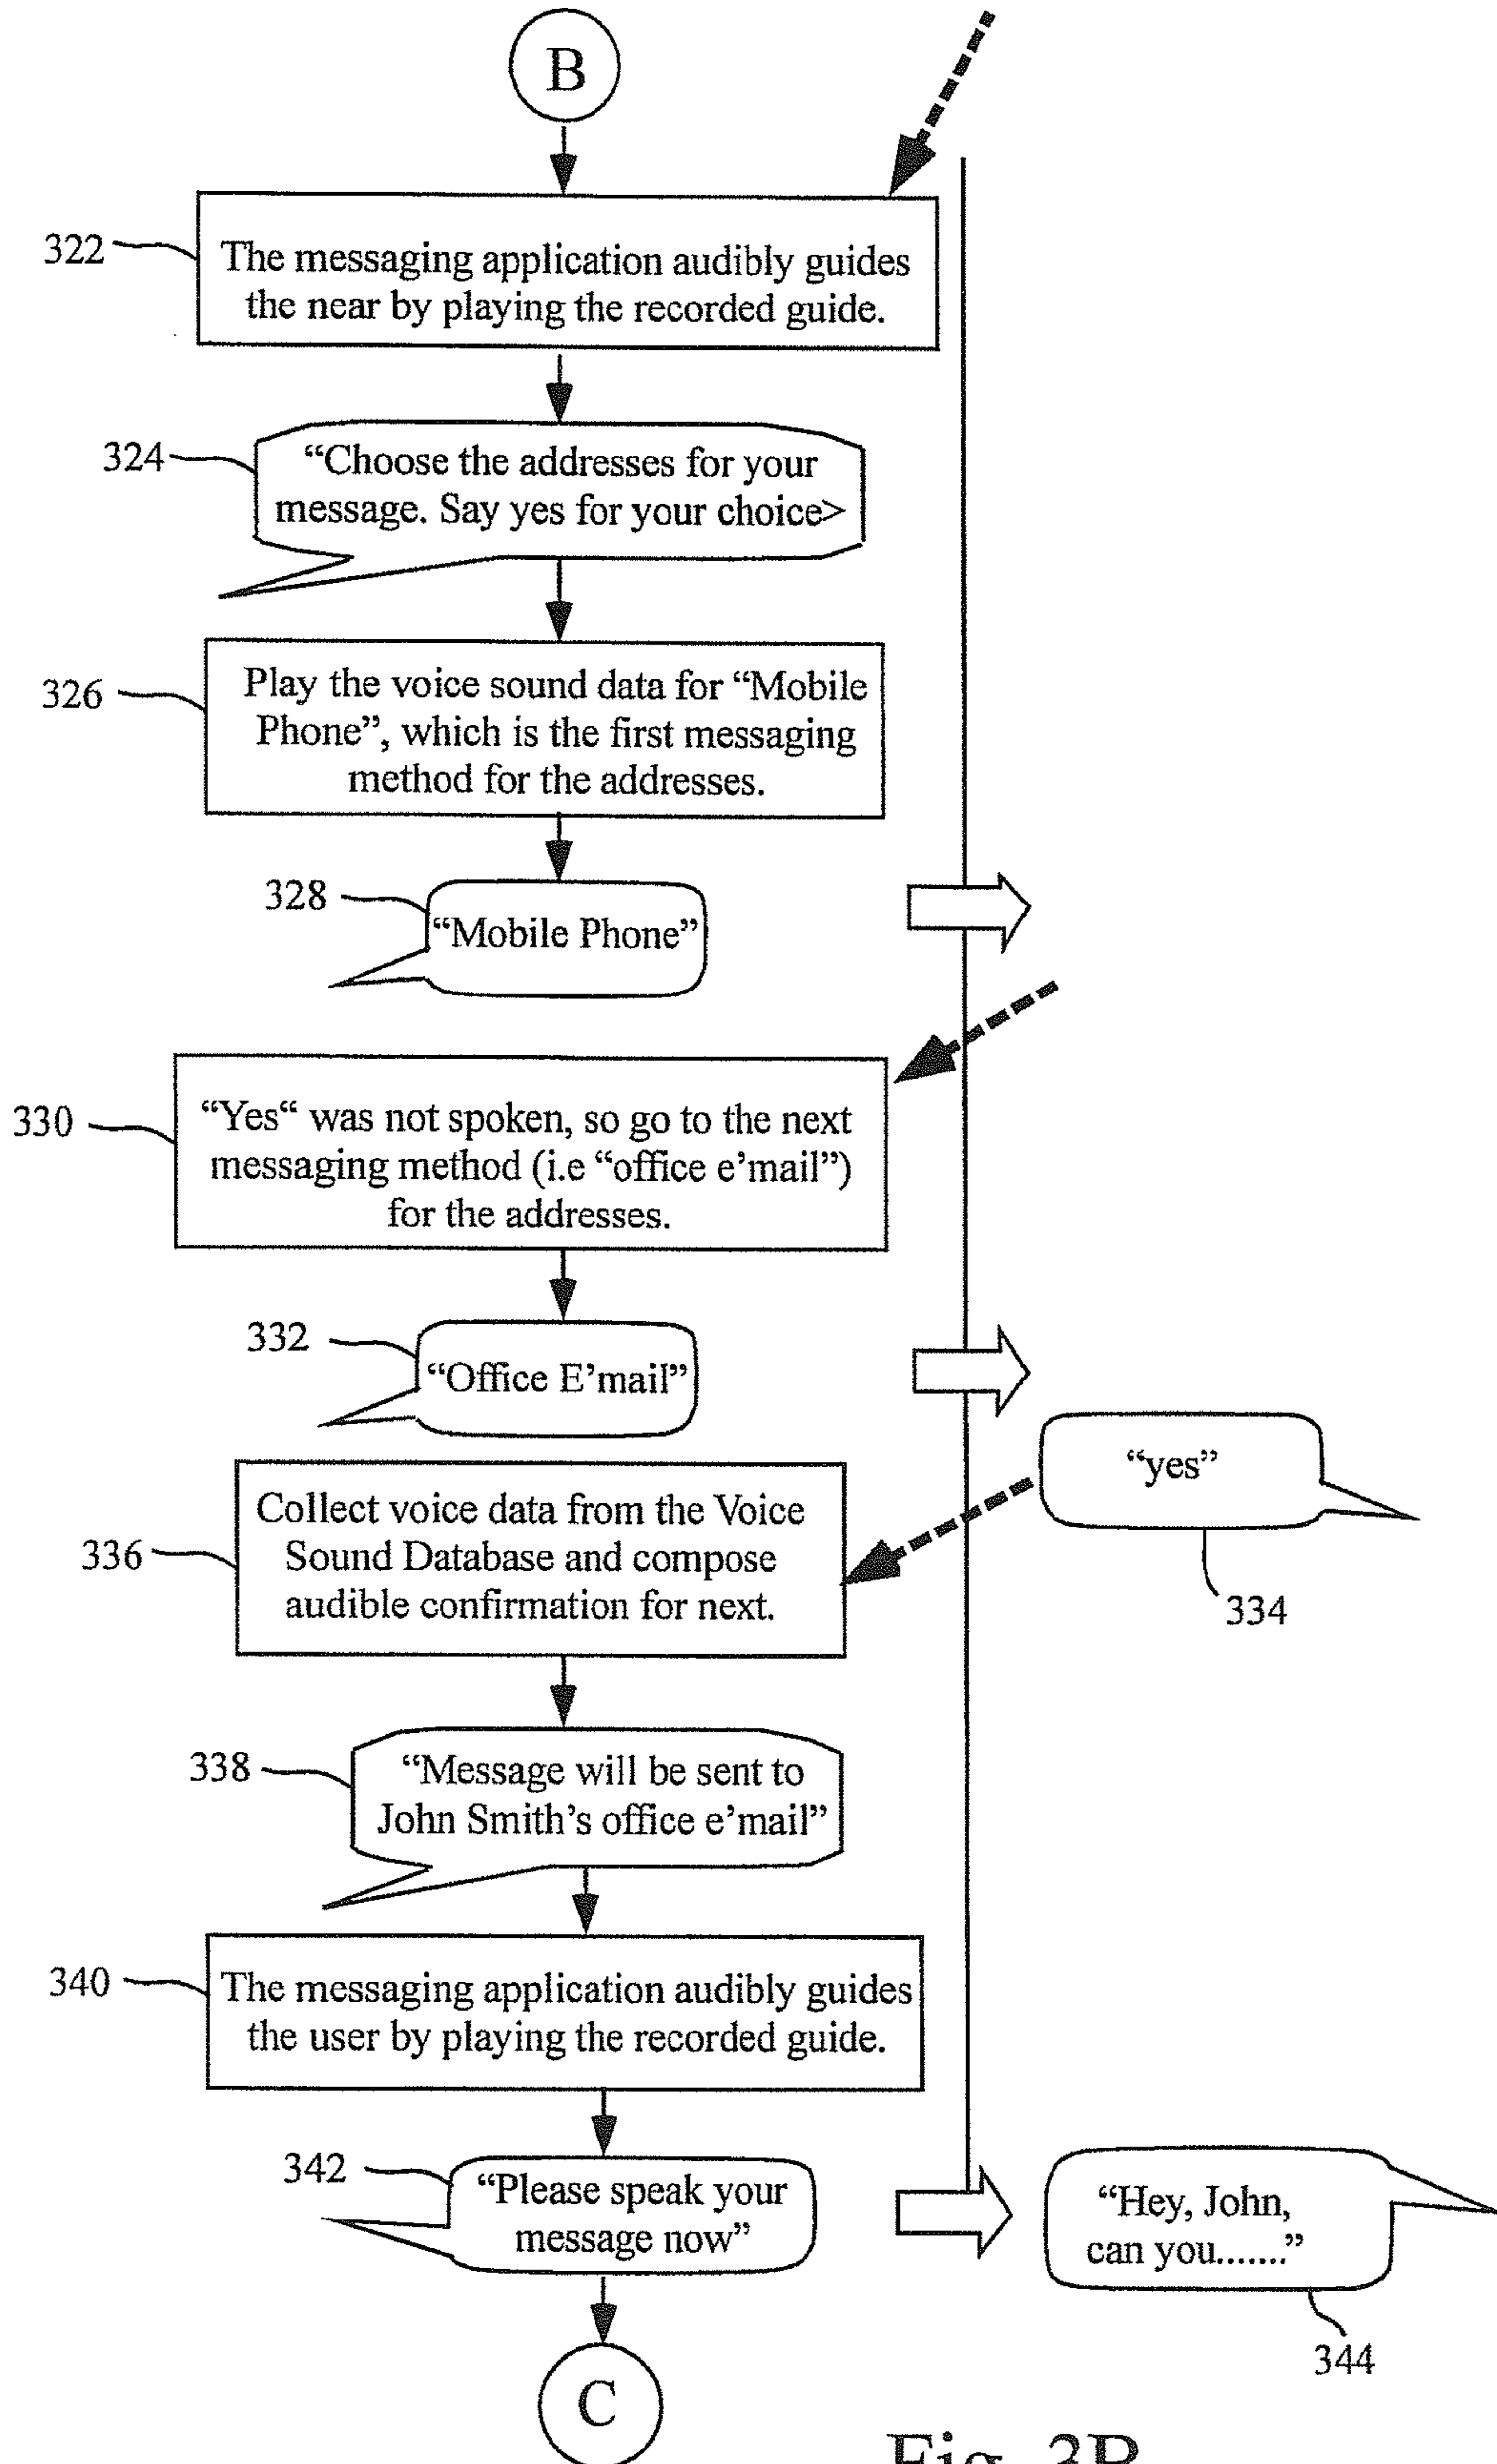 B
322
The messaging application audibly guides
the near by playing the recorded guide.
324
“Choose the addresses for your
message. Say yes for your choice>
326
Play the voice sound data for “Mobile
Phone”, which is the first messaging
method for the addresses.
328
“Mobile Phone”
330
“Yes“ was not spoken, so go to the next
messaging method (i.e “office e’mail”)
for the addresses.
332
“Office E’mail”
“yes”
334
336
Collect voice data from the Voice
Sound Database and compose
audible confirmation for next.
338
“Message will be sent to
John Smith’s office e’mail”
340
The messaging application audibly guides
the user by playing the recorded guide.
342
“Please speak your
message now”
“Hey, John,
can you.......”
344
C
Fig. 3B